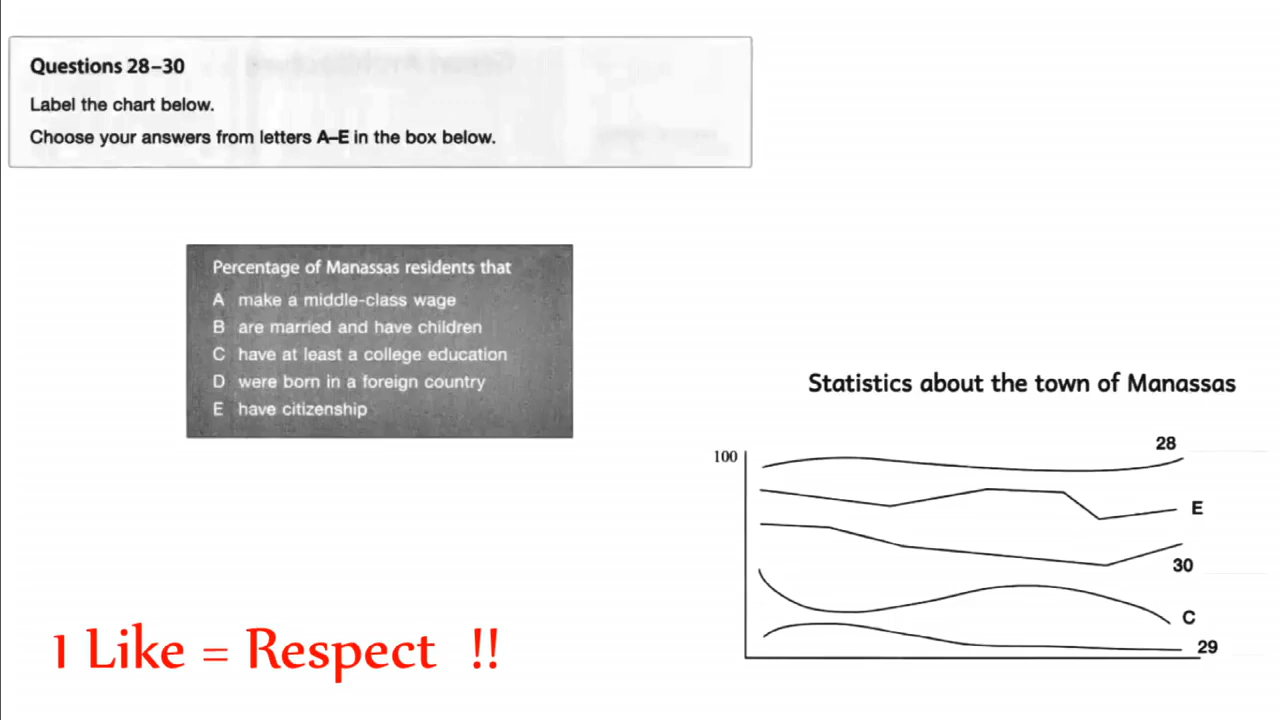 Questions 28–30
Label the chart below.
Choose your answers from letters A–E in the box below.
Percentage of Manassas residents that
A make a middle-class wage
B are married and have children
C have at least a college education
D were born in a foreign country
E have citizenship
Statistics about the town of Manassas
100
28
E
30
C
29
1 Like = Respect !!